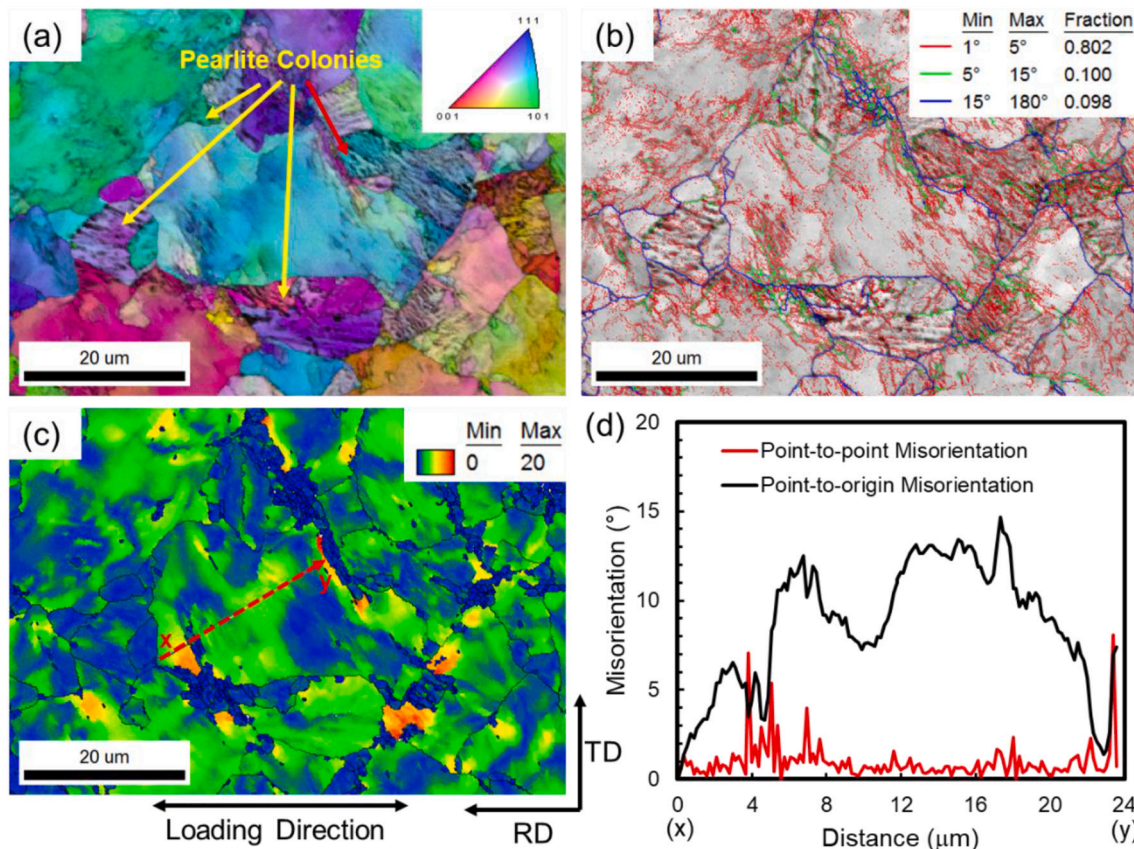 (a)
Pearlite Colonies
111
001
101
20 um
(b)
Min Max Fraction
1° 5° 0.802
5° 15° 0.100
15° 180° 0.098
20 um
(c)
Min Max
0 20
x
y
20 um
Loading Direction
RD
TD
(d)
Point-to-point Misorientation
Point-to-origin Misorientation
Misorientation (°)
20
15
10
5
0
0 4 8 12 16 20 24
(x) Distance (μm) (y)